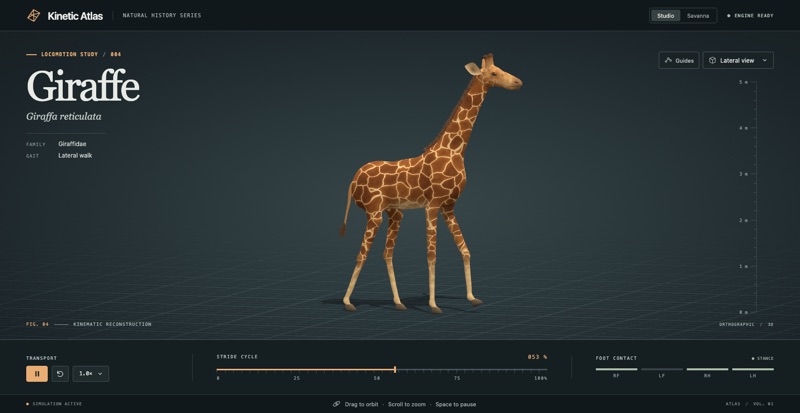 Kinetic Atlas
NATURAL HISTORY SERIES
Studio
Savanna
ENGINE READY
LOCOMOTION STUDY / 004
Giraffe
Giraffa reticulata
FAMILY Giraffidae
GAIT Lateral walk
Guides
Lateral view
5 m
4 m
3 m
2 m
1 m
0 m
FIG. 04 KINEMATIC RECONSTRUCTION
ORTHOGRAPHIC / 3D
TRANSPORT
1.0×
STRIDE CYCLE
053 %
0 25 50 75 100%
FOOT CONTACT
STANCE
RF LF RH LH
SIMULATION ACTIVE
Drag to orbit · Scroll to zoom · Space to pause
ATLAS / VOL. 01